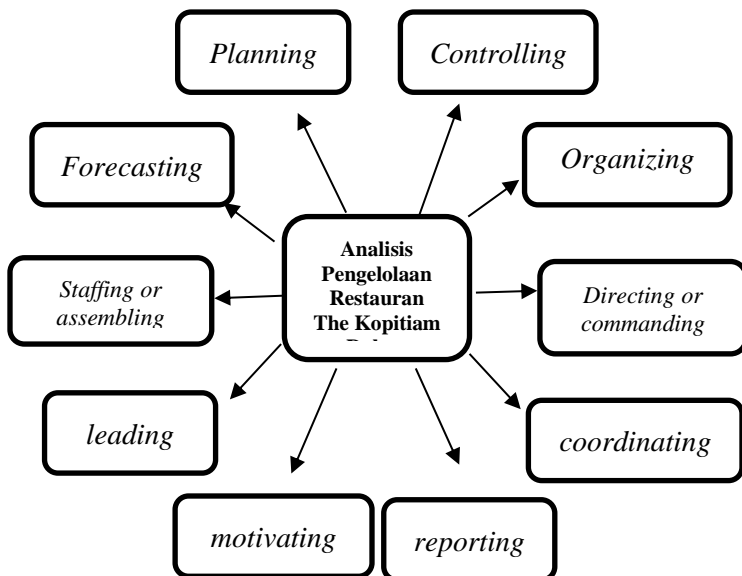 Planning
Controlling
Forecasting
Organizing
Analisis
Pengelolaan
Restauran
The Kopitiam
Staffing or
assembling
Directing or
commanding
leading
coordinating
motivating
reporting